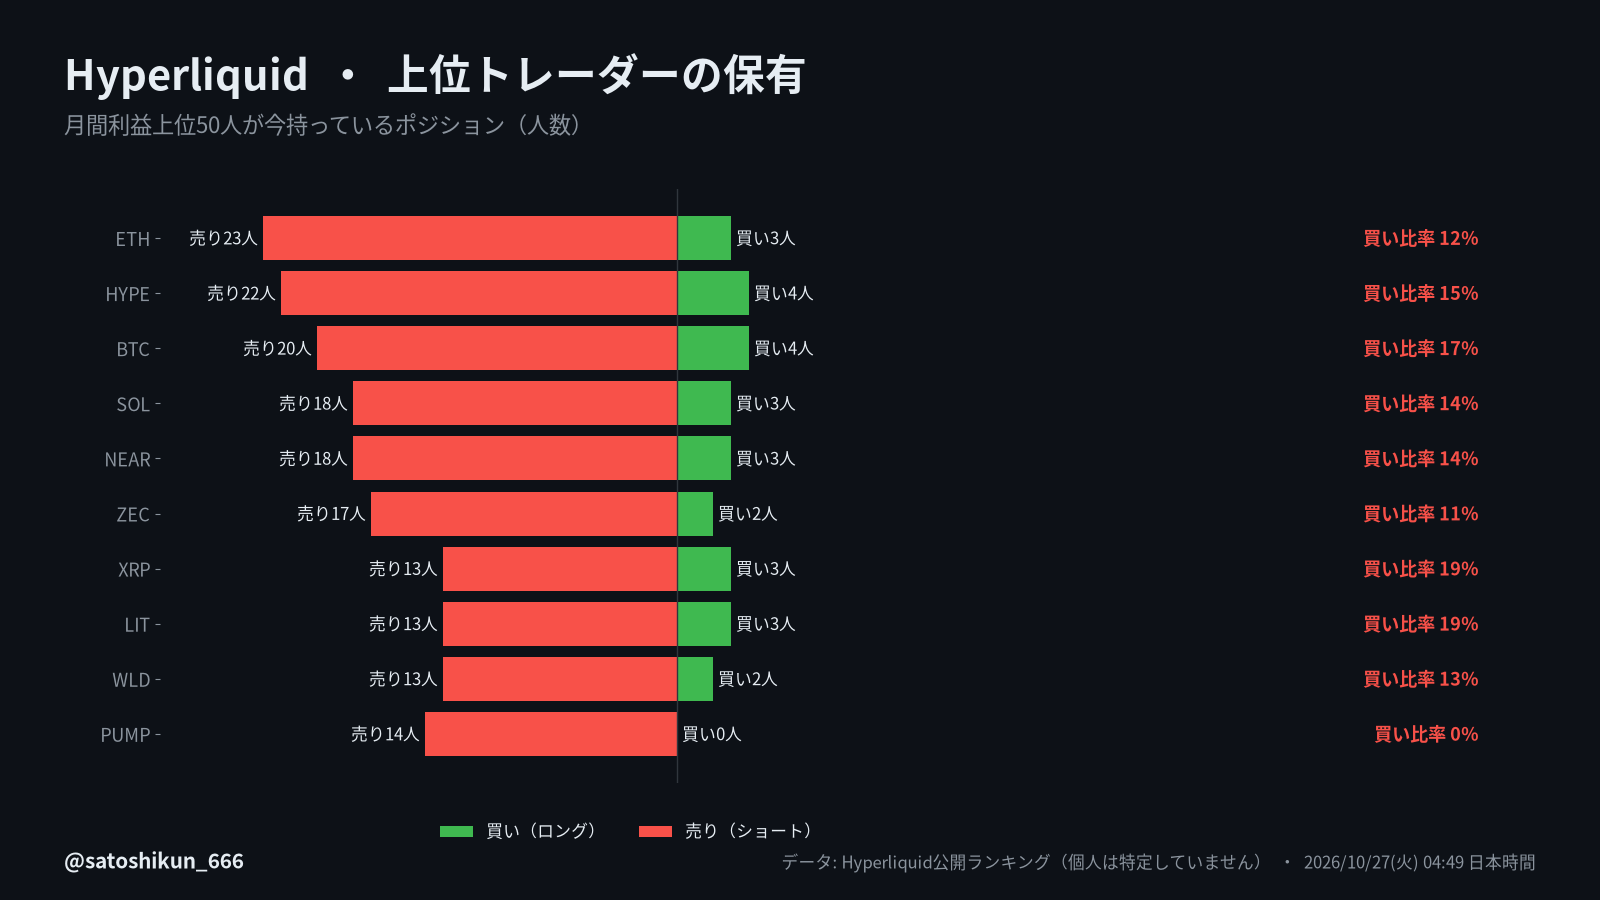 Hyperliquid ・ 上位トレーダーの保有
月間利益上位50人が今持っているポジション（人数）
ETH 売り23人 買い3人 買い比率 12%
HYPE 売り22人 買い4人 買い比率 15%
BTC 売り20人 買い4人 買い比率 17%
SOL 売り18人 買い3人 買い比率 14%
NEAR 売り18人 買い3人 買い比率 14%
ZEC 売り17人 買い2人 買い比率 11%
XRP 売り13人 買い3人 買い比率 19%
LIT 売り13人 買い3人 買い比率 19%
WLD 売り13人 買い2人 買い比率 13%
PUMP 売り14人 買い0人 買い比率 0%
買い（ロング） 売り（ショート）
@satoshikun_666
データ: Hyperliquid公開ランキング（個人は特定していません） ・ 2026/10/27(火) 04:49 日本時間